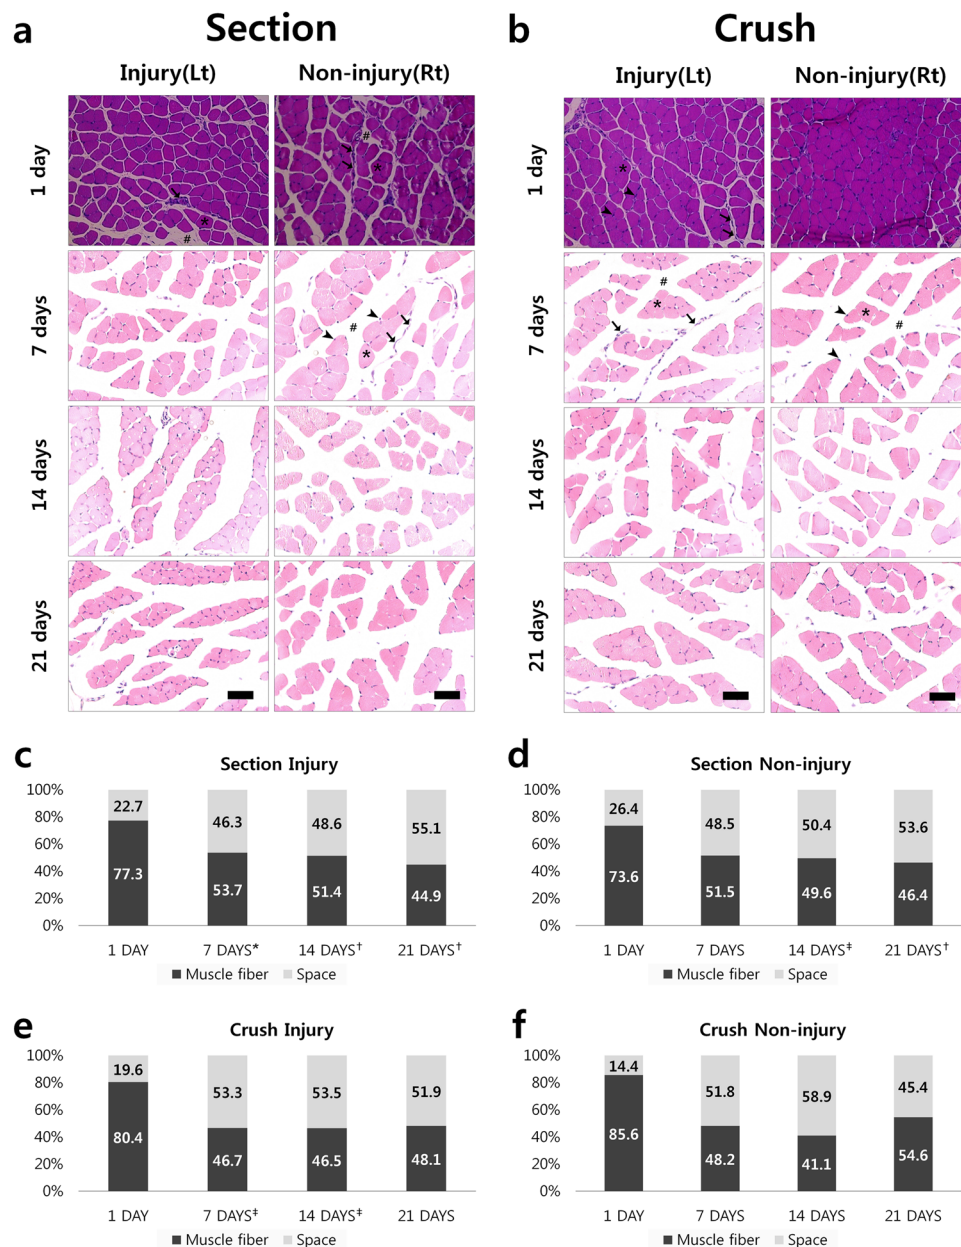 a Section
Injury(Lt) Non-injury(Rt)
1 day
# * # *
7 days
# *
14 days
21 days
b Crush
Injury(Lt) Non-injury(Rt)
1 day
*
7 days
# * * #
14 days
21 days
c Section Injury
100%
80%
60%
40%
20%
0%
22.7 46.3 48.6 55.1
77.3 53.7 51.4 44.9
1 DAY 7 DAYS* 14 DAYS† 21 DAYS†
Muscle fiber Space
d Section Non-injury
100%
80%
60%
40%
20%
0%
26.4 48.5 50.4 53.6
73.6 51.5 49.6 46.4
1 DAY 7 DAYS 14 DAYS‡ 21 DAYS†
Muscle fiber Space
e Crush Injury
100%
80%
60%
40%
20%
0%
19.6 53.3 53.5 51.9
80.4 46.7 46.5 48.1
1 DAY 7 DAYS‡ 14 DAYS‡ 21 DAYS
Muscle fiber Space
f Crush Non-injury
100%
80%
60%
40%
20%
0%
14.4 51.8 58.9 45.4
85.6 48.2 41.1 54.6
1 DAY 7 DAYS 14 DAYS 21 DAYS
Muscle fiber Space